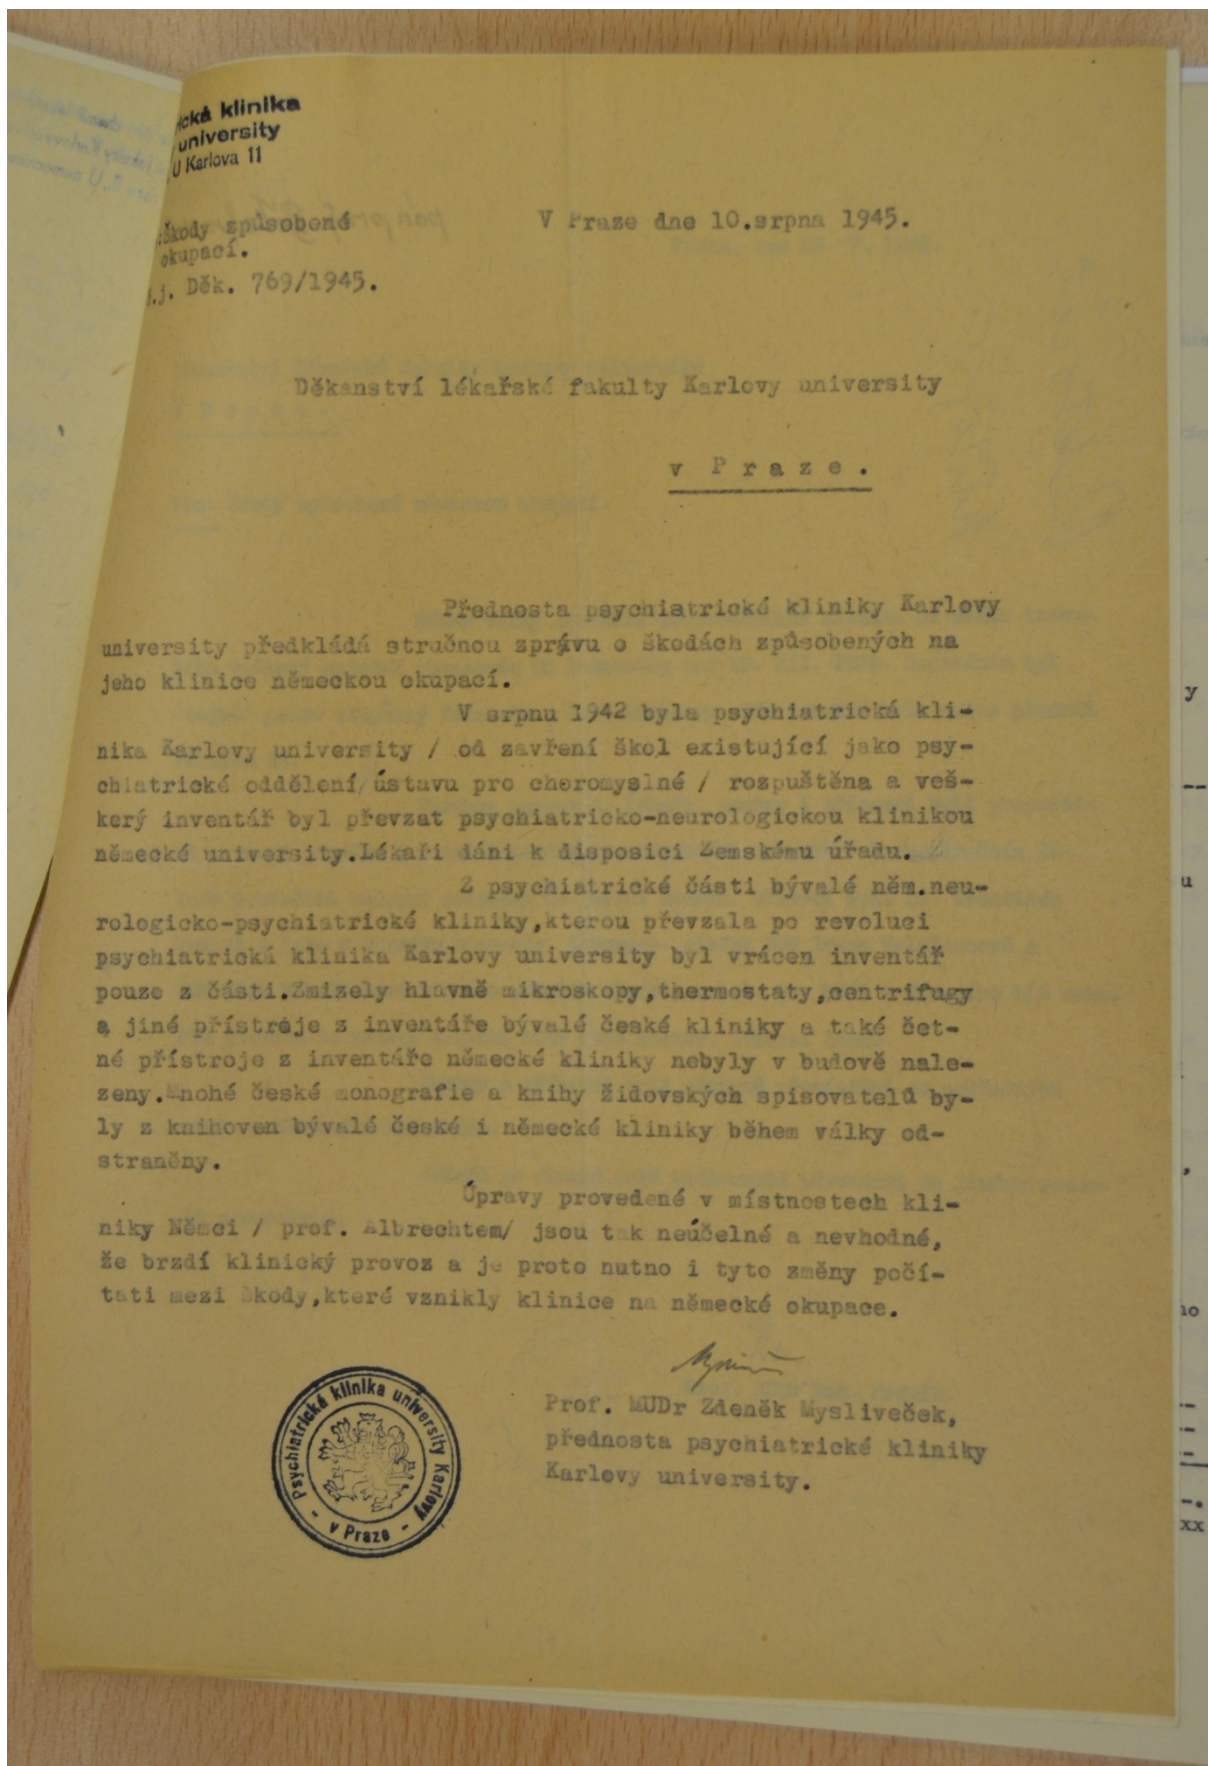 ická klinika
university
U Karlova 11
Škody způsobené
okupací.
V Praze dne 10.srpna 1945.
č.j. Děk. 769/1945.
Děkanství lékařské fakulty Karlovy university
v Praze.
Přednosta psychiatrické kliniky Karlovy
university předkládá stručnou zprávu o škodách způsobených na
jeho klinice německou okupací.
V srpnu 1942 byla psychiatrická kli-
nika Karlovy university / od zavření škol existující jako psy-
chiatrické oddělení/ústavu pro choromyslné / rozpuštěna a veš-
kerý inventář byl převzat psychiatricko-neurologickou klinikou
německé university.Lékaři dáni k disposici Zemskému úřadu. Z
Z psychiatrické části bývalé něm.neu-
rologicko-psychiatrické kliniky,kterou převzala po revoluci
psychiatrická klinika Karlovy university byl vrácen inventář
pouze z části.Zmizely hlavně mikroskopy,thermostaty,centrifugy
a jiné přístroje z inventáře bývalé české kliniky a také čet-
né přístroje z inventáře německé kliniky nebyly v budově nale-
zeny.Mnohé české monografie a knihy židovských spisovatelů by-
ly z knihoven bývalé české i německé kliniky během války od-
straněny.
Úpravy provedené v místnostech kli-
niky Němci / prof. Albrechtem/ jsou tak neúčelné a nevhodné,
že brzdí klinický provoz a je proto nutno i tyto změny počí-
tati mezi škody,které vznikly klinice na německé okupace.
Prof. MUDr Zdeněk Mysliveček,
přednosta psychiatrické kliniky
Karlovy university.
Psychiatrická klinika university Karlovy
- v Praze -